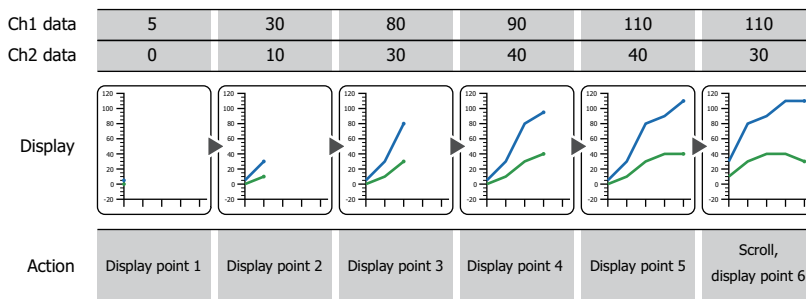 Ch1 data 5 30 80 90 110 110
Ch2 data 0 10 30 40 40 30
Display
120 120 120 120 120 120
100 100 100 100 100 100
80 80 80 80 80 80
60 60 60 60 60 60
40 40 40 40 40 40
20 20 20 20 20 20
0 0 0 0 0 0
-20 -20 -20 -20 -20 -20
Action Display point 1 Display point 2 Display point 3 Display point 4 Display point 5 Scroll,
display point 6